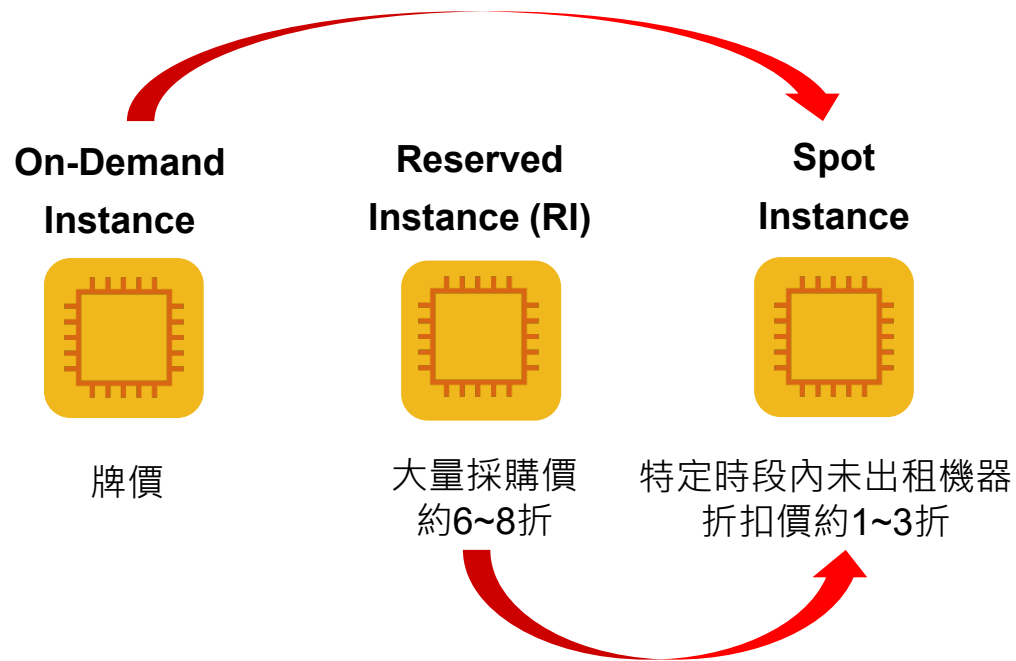 On-Demand
Instance
牌價
Reserved
Instance (RI)
大量採購價
約6~8折
Spot
Instance
特定時段內未出租機器
折扣價約1~3折